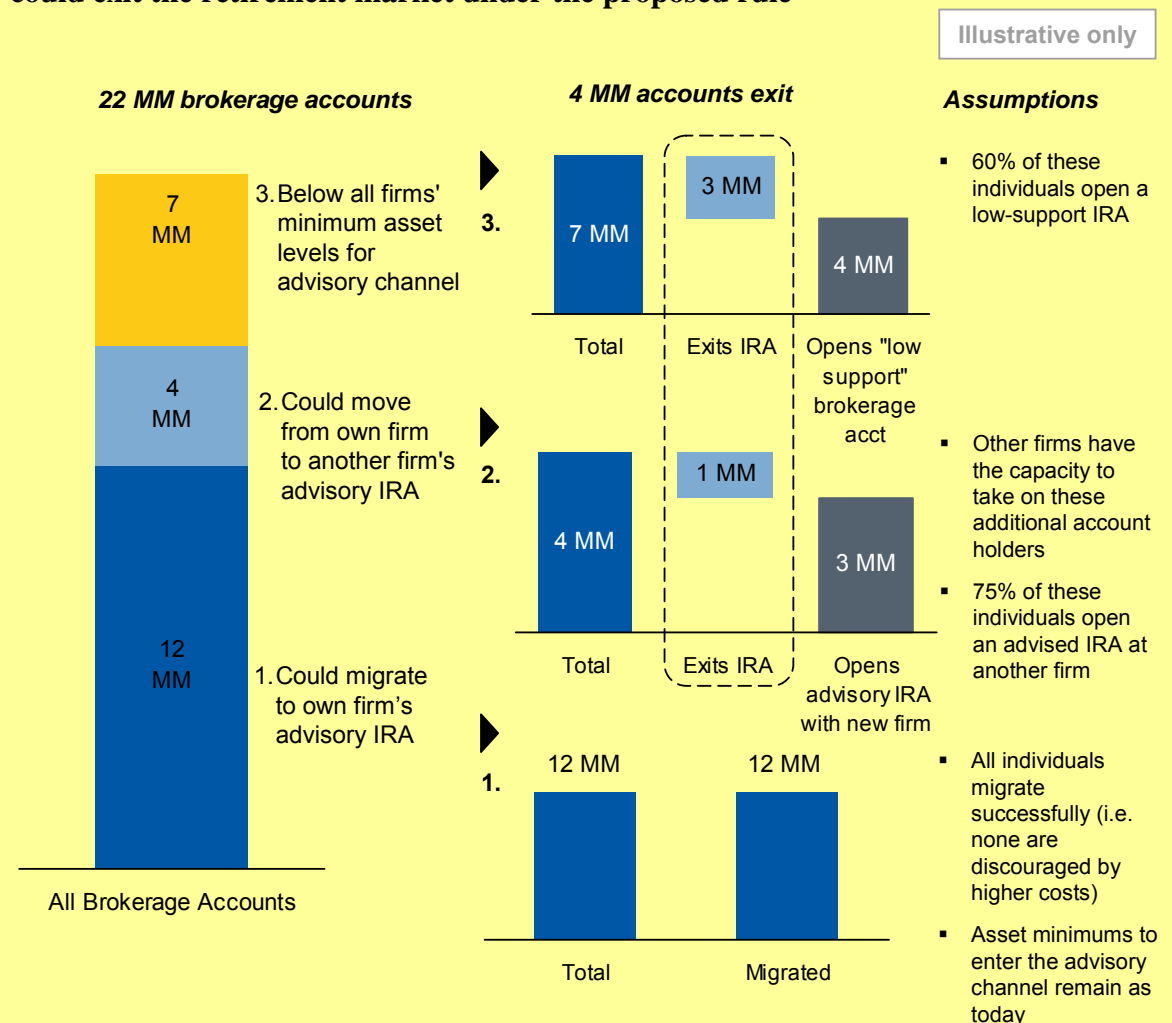 could exit the retirement market under the proposed rule
Illustrative only
22 MM brokerage accounts
7
MM
4
MM
12
MM
All Brokerage Accounts
3.Below all firms'
minimum asset
levels for
advisory channel
2.Could move
from own firm
to another firm's
advisory IRA
1.Could migrate
to own firm’s
advisory IRA
4 MM accounts exit
3.
7 MM
3 MM
4 MM
Total
Exits IRA
Opens "low
support"
brokerage
acct
2.
4 MM
1 MM
3 MM
Total
Exits IRA
Opens
advisory IRA
with new firm
1.
12 MM
12 MM
Total
Migrated
Assumptions
▪ 60% of these
individuals open a
low-support IRA
▪ Other firms have
the capacity to
take on these
additional account
holders
▪ 75% of these
individuals open
an advised IRA at
another firm
▪ All individuals
migrate
successfully (i.e.
none are
discouraged by
higher costs)
▪ Asset minimums to
enter the advisory
channel remain as
today